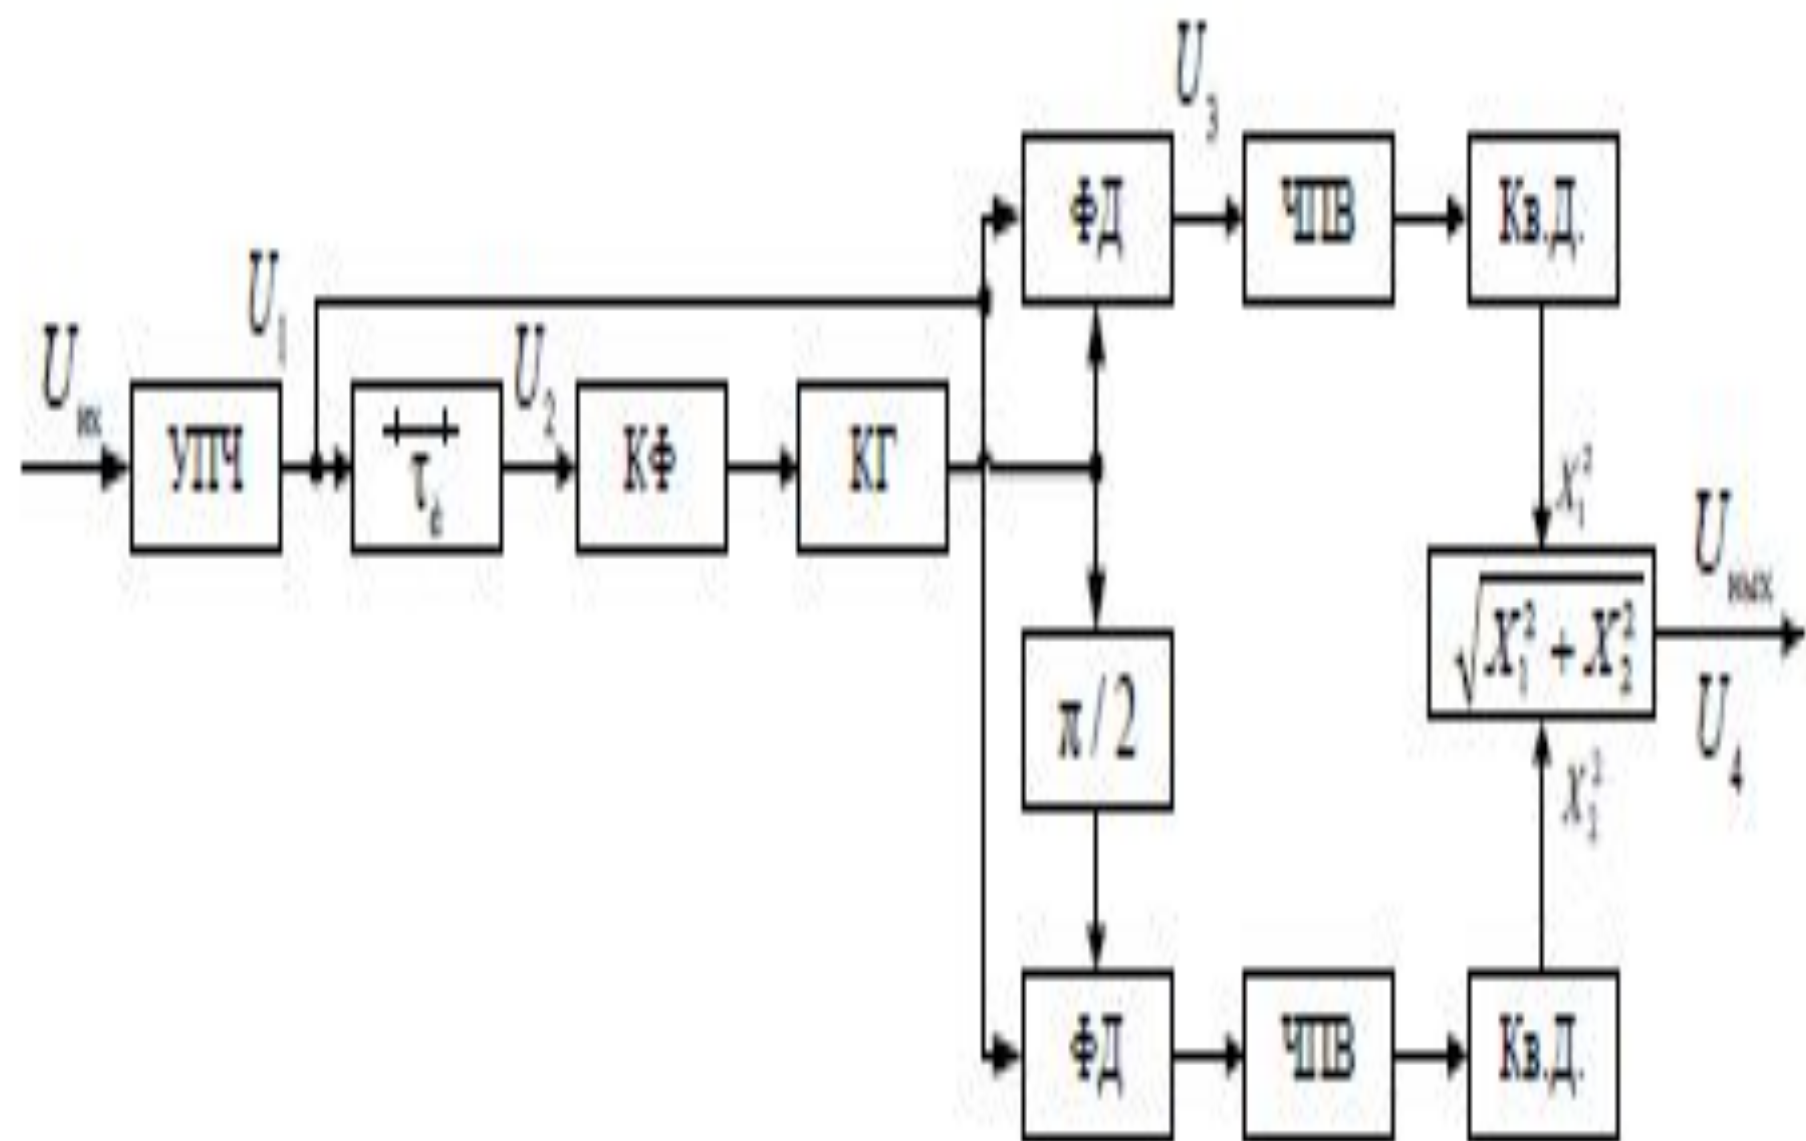 U₃
ФД ЧПВ Кв.Д.
U₁
Uвх УПЧ τ U₂ КФ КГ
X₁²
√X₁² + X₂² Uвых
π/2
U₄
ФД ЧПВ Кв.Д.